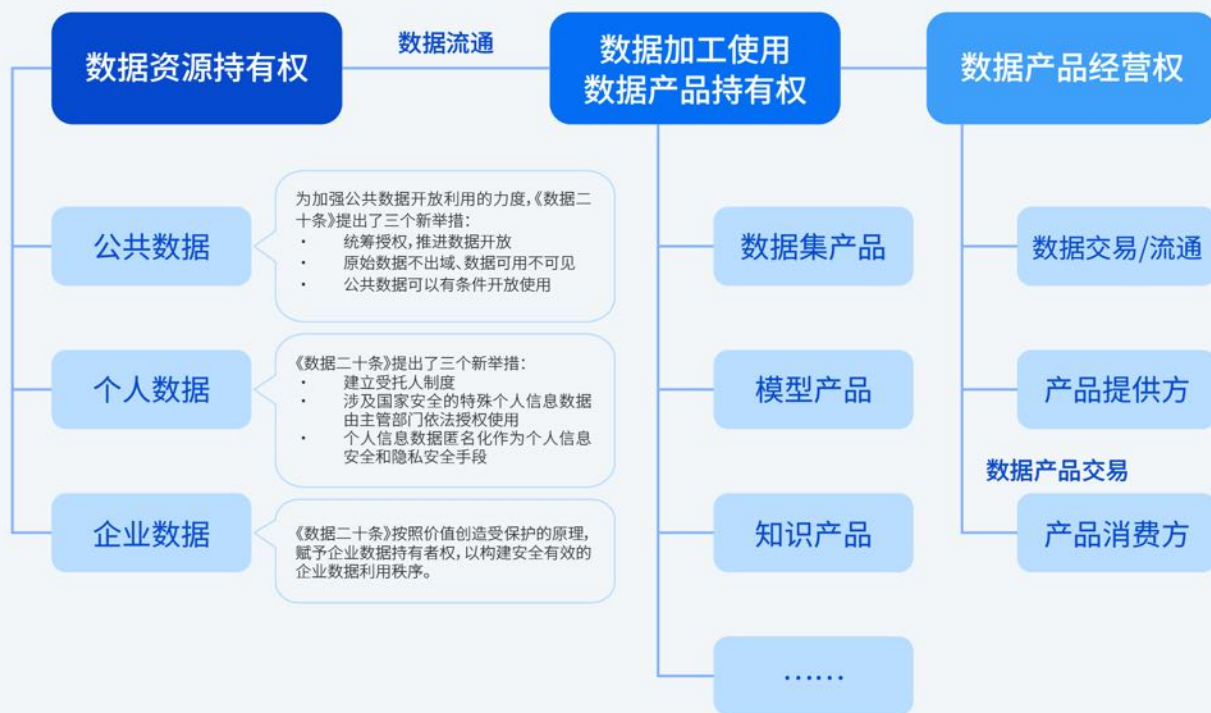 数据资源持有权
数据流通
数据加工使用
数据产品持有权
数据产品经营权
公共数据
为加强公共数据开放利用的力度,《数据二
十条》提出了三个新举措:
· 统筹授权,推进数据开放
· 原始数据不出域、数据可用不可见
· 公共数据可以有条件开放使用
个人数据
《数据二十条》提出了三个新举措:
· 建立受托人制度
· 涉及国家安全的特殊个人信息数据
由主管部门依法授权使用
· 个人信息数据匿名化作为个人信息
安全和隐私安全手段
企业数据
《数据二十条》按照价值创造受保护的原理,
赋予企业数据持有者权,以构建安全有效的
企业数据利用秩序。
数据集产品
模型产品
知识产品
……
数据交易/流通
产品提供方
数据产品交易
产品消费方